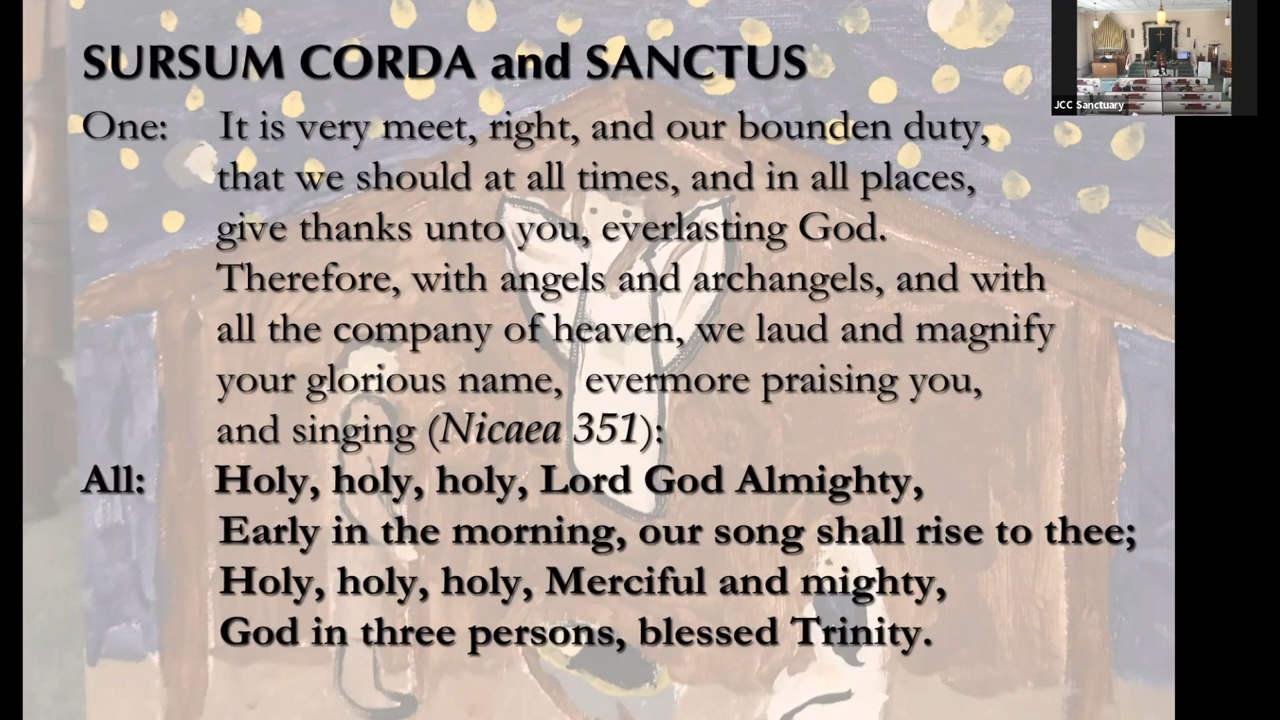 SURSUM CORDA and SANCTUS
JCC Sanctuary
One: It is very meet, right, and our bounden duty,
that we should at all times, and in all places,
give thanks unto you, everlasting God.
Therefore, with angels and archangels, and with
all the company of heaven, we laud and magnify
your glorious name, evermore praising you,
and singing (Nicaea 351):
All: Holy, holy, holy, Lord God Almighty,
Early in the morning, our song shall rise to thee;
Holy, holy, holy, Merciful and mighty,
God in three persons, blessed Trinity.